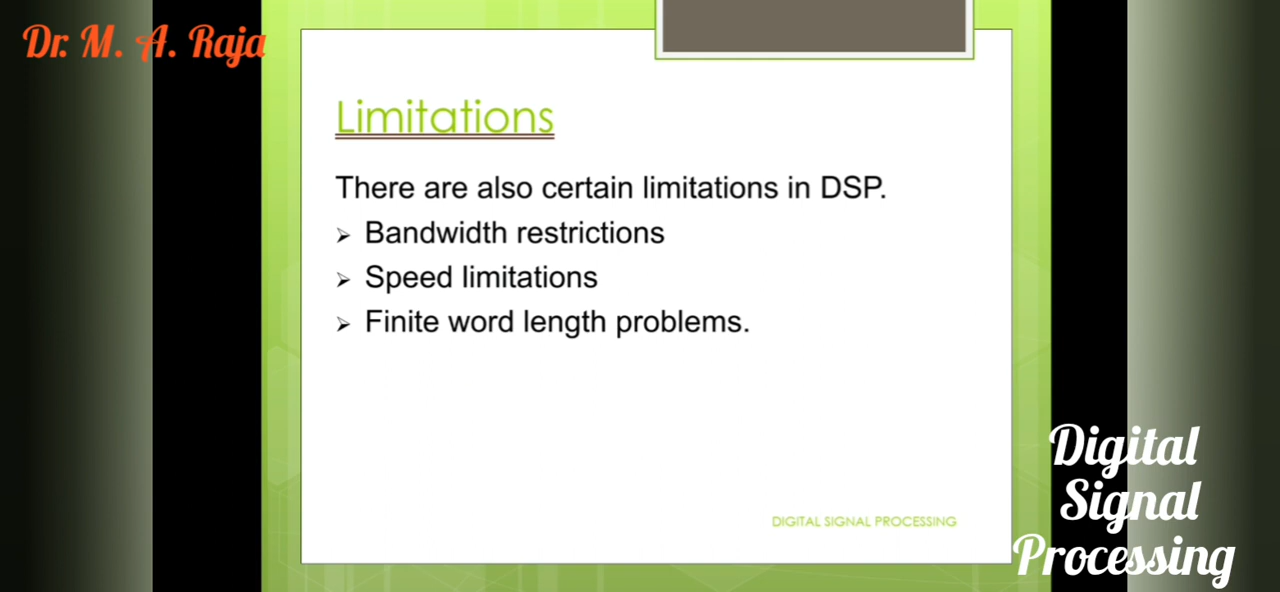 Dr. M. A. Raja
Limitations
There are also certain limitations in DSP.
➢ Bandwidth restrictions
➢ Speed limitations
➢ Finite word length problems.
DIGITAL SIGNAL PROCESSING
Digital
Signal
Processing